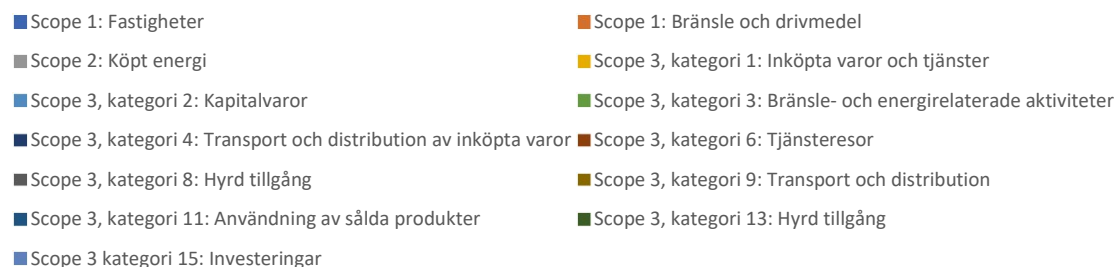 Scope 1: Fastigheter
Scope 1: Bränsle och drivmedel
Scope 2: Köpt energi
Scope 3, kategori 1: Inköpta varor och tjänster
Scope 3, kategori 2: Kapitalvaror
Scope 3, kategori 3: Bränsle- och energirelaterade aktiviteter
Scope 3, kategori 4: Transport och distribution av inköpta varor
Scope 3, kategori 6: Tjänsteresor
Scope 3, kategori 8: Hyrd tillgång
Scope 3, kategori 9: Transport och distribution
Scope 3, kategori 11: Användning av sålda produkter
Scope 3, kategori 13: Hyrd tillgång
Scope 3 kategori 15: Investeringar